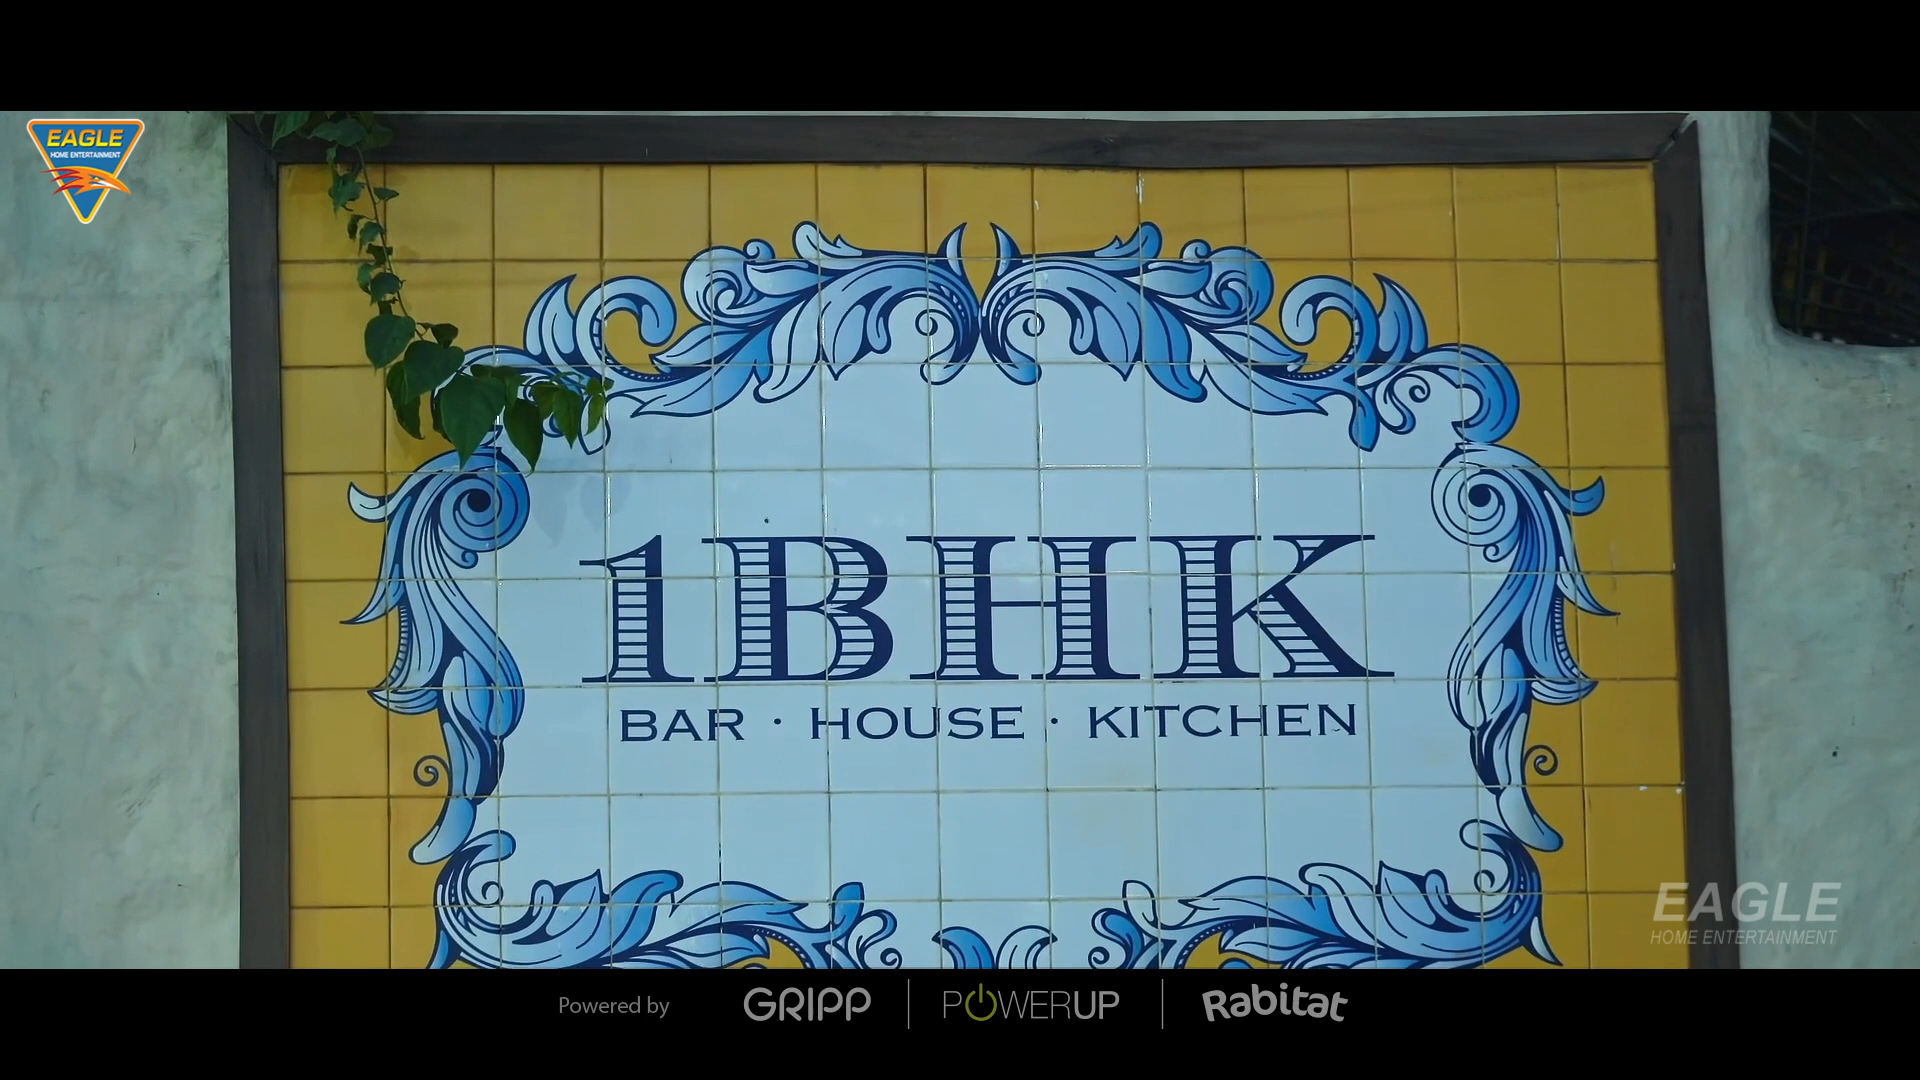 EAGLE
HOME ENTERTAINMENT
1BHK
BAR · HOUSE · KITCHEN
EAGLE
HOME ENTERTAINMENT
Powered by GRIPP POWERUP Rabitat